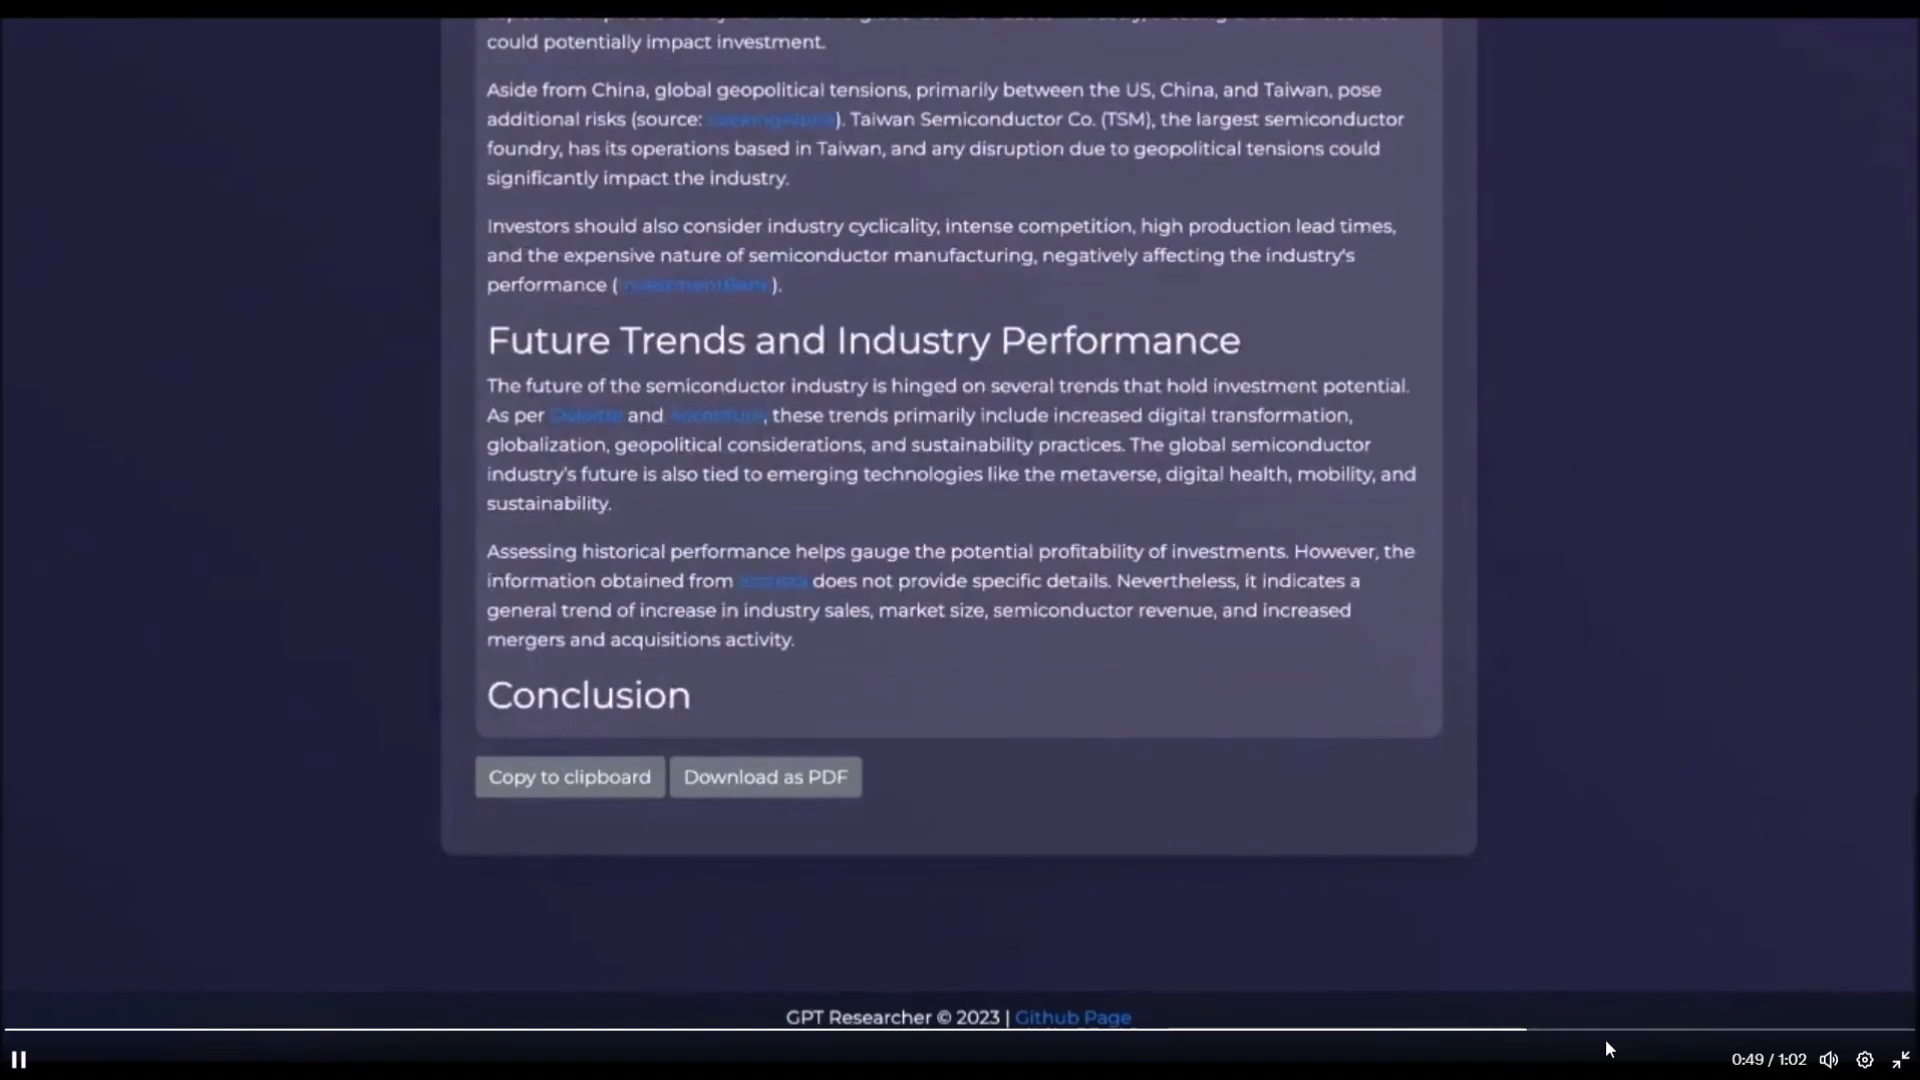 could potentially impact investment.
Aside from China, global geopolitical tensions, primarily between the US, China, and Taiwan, pose
additional risks (source: SeekingAlpha). Taiwan Semiconductor Co. (TSM), the largest semiconductor
foundry, has its operations based in Taiwan, and any disruption due to geopolitical tensions could
significantly impact the industry.
Investors should also consider industry cyclicality, intense competition, high production lead times,
and the expensive nature of semiconductor manufacturing, negatively affecting the industry's
performance ( InvestmentBank ).
Future Trends and Industry Performance
The future of the semiconductor industry is hinged on several trends that hold investment potential.
As per Deloitte and Accenture, these trends primarily include increased digital transformation,
globalization, geopolitical considerations, and sustainability practices. The global semiconductor
industry's future is also tied to emerging technologies like the metaverse, digital health, mobility, and
sustainability.
Assessing historical performance helps gauge the potential profitability of investments. However, the
information obtained from Statista does not provide specific details. Nevertheless, it indicates a
general trend of increase in industry sales, market size, semiconductor revenue, and increased
mergers and acquisitions activity.
Conclusion
Copy to clipboard Download as PDF
GPT Researcher © 2023 | Github Page
0:49 / 1:02